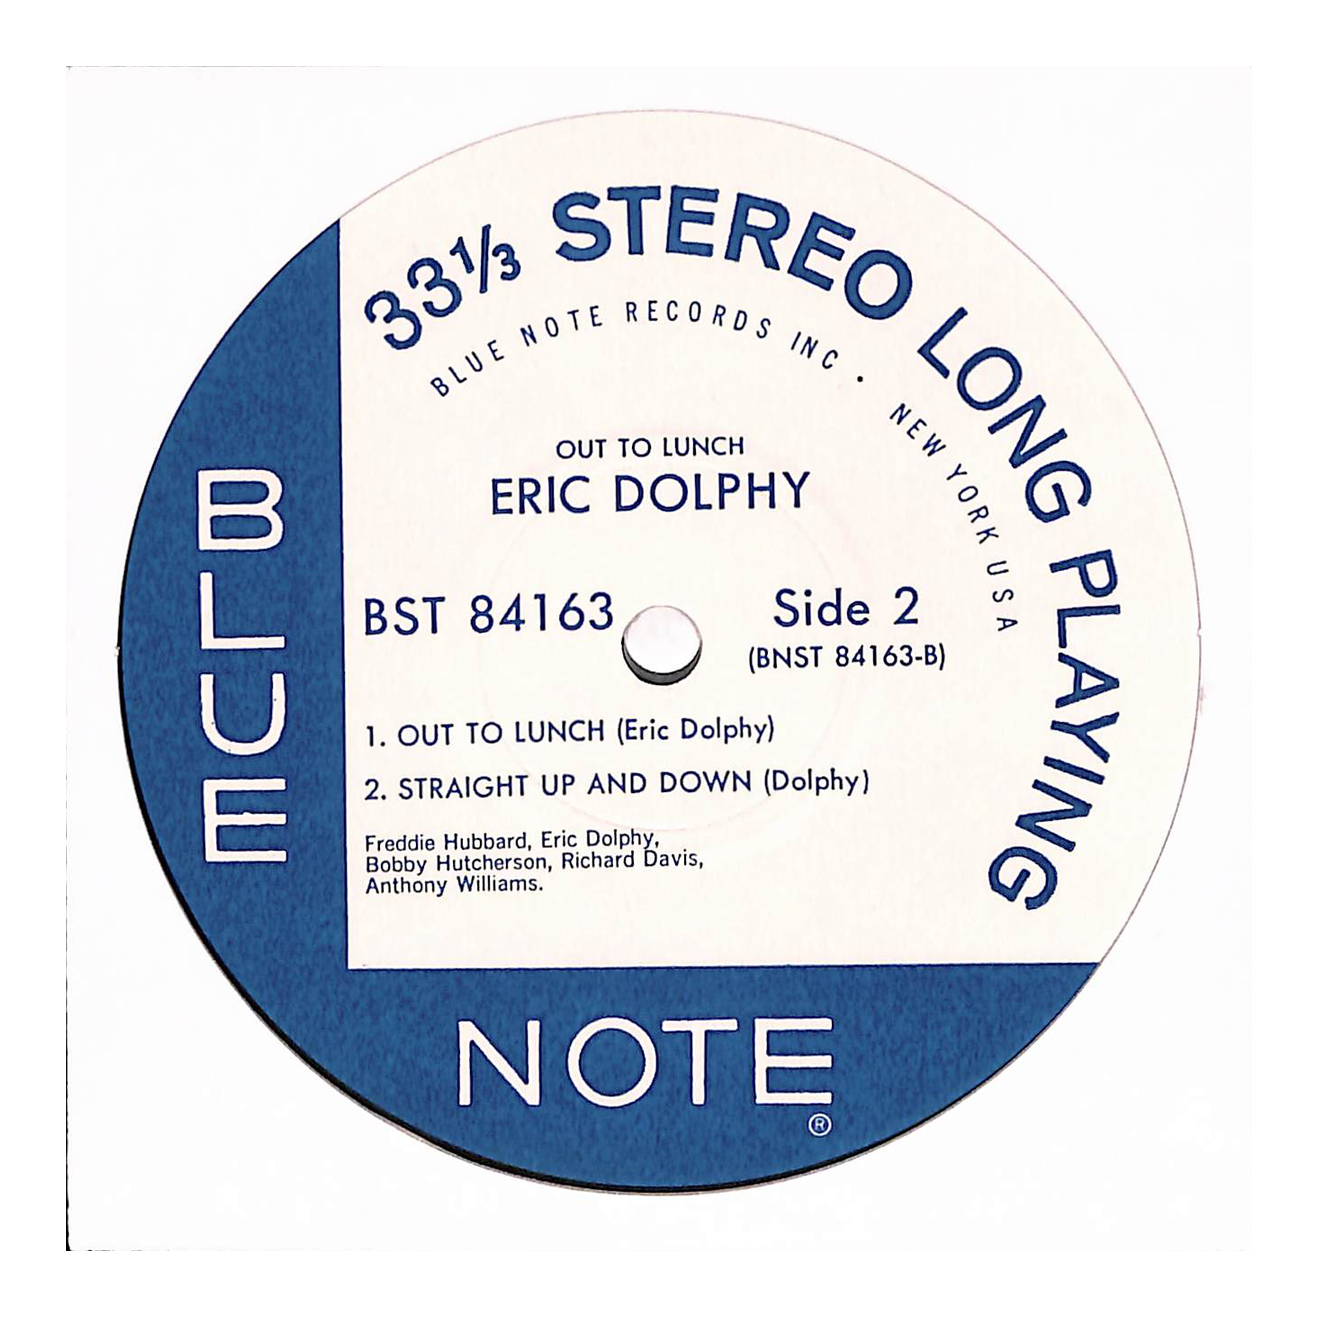 33⅓ STEREO LONG PLAYING
BLUE NOTE RECORDS INC . NEW YORK USA
OUT TO LUNCH
ERIC DOLPHY
BST 84163
Side 2
(BNST 84163-B)
1. OUT TO LUNCH (Eric Dolphy)
2. STRAIGHT UP AND DOWN (Dolphy)
Freddie Hubbard, Eric Dolphy,
Bobby Hutcherson, Richard Davis,
Anthony Williams.
BLUE
NOTE
®